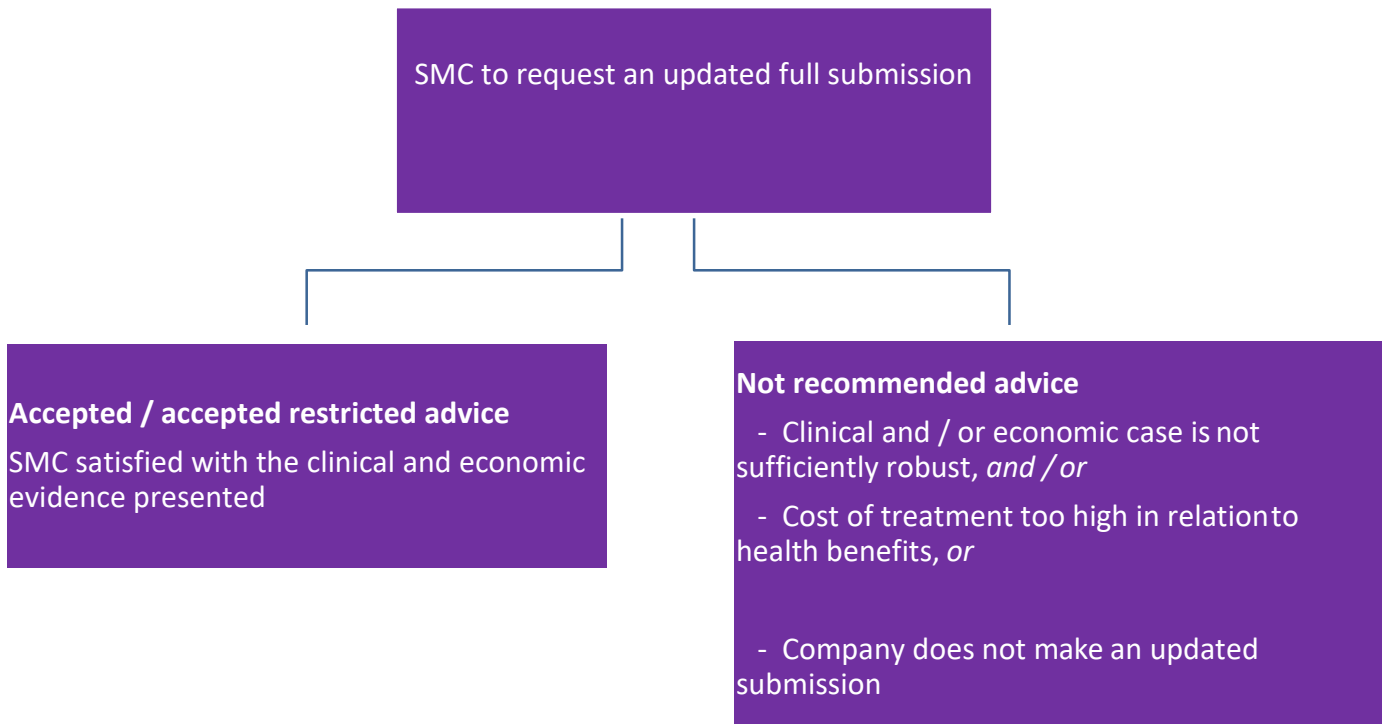 SMC to request an updated full submission
Accepted / accepted restricted advice
SMC satisfied with the clinical and economic
evidence presented
Not recommended advice
- Clinical and / or economic case is not
sufficiently robust, and / or
- Cost of treatment too high in relation to
health benefits, or
- Company does not make an updated
submission